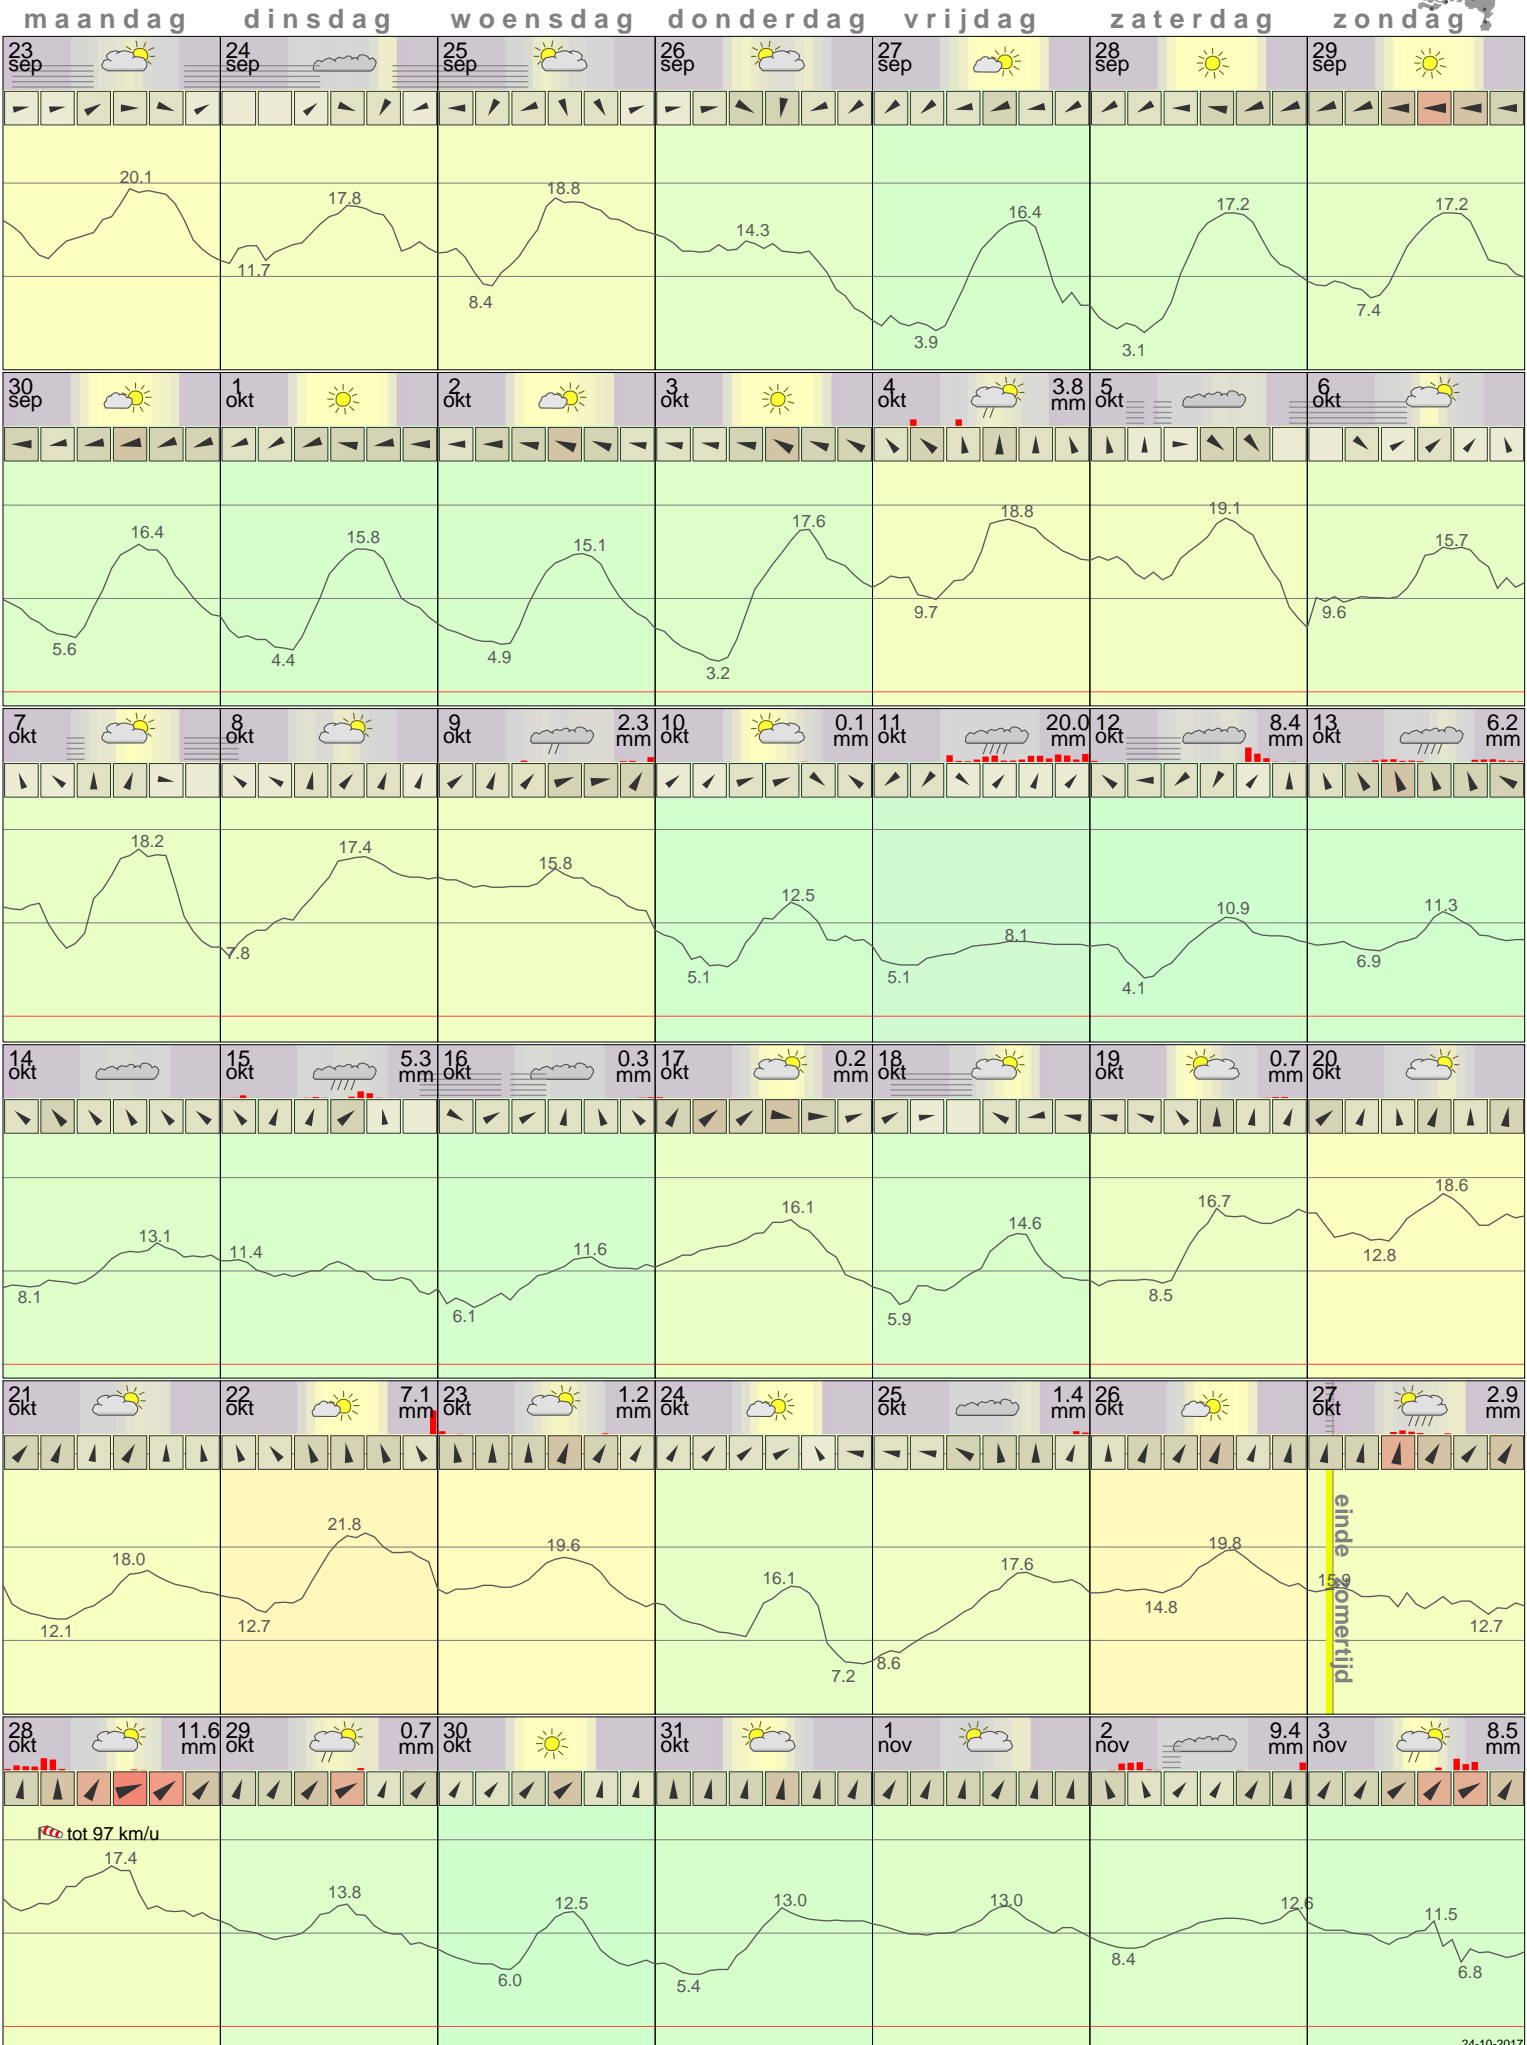 maandag dinsdag woensdag donderdag vrijdag zaterdag zondag
23 24 25 26 27 28 29
sep sep sep sep sep sep sep
20.1 17.8 18.8 14.3 16.4 17.2 17.2
11.7 8.4 3.9 3.1 7.4
30 1 2 3 4 3.8 5 6
sep okt okt okt okt mm okt okt
16.4 15.8 15.1 17.6 18.8 19.1 15.7
5.6 4.4 4.9 3.2 9.7 9.6
7 8 9 2.3 10 0.1 11 20.0 12 8.4 13 6.2
okt okt okt mm okt mm okt mm okt mm okt mm
18.2 17.4 15.8 12.5 8.1 10.9 11.3
7.8 5.1 5.1 4.1 6.9
14 15 5.3 16 0.3 17 0.2 18 19 0.7 20
okt okt mm okt mm okt mm okt okt mm okt
13.1 11.4 11.6 16.1 14.6 16.7 18.6
8.1 6.1 5.9 8.5 12.8
21 22 7.1 23 1.2 24 25 1.4 26 27 2.9
okt okt mm okt mm okt okt mm okt okt mm
18.0 21.8 19.6 16.1 17.6 19.8 15.9
12.1 12.7 7.2 8.6 14.8 12.7
einde zomertijd
28 11.6 29 0.7 30 31 1 2 9.4 3 8.5
okt mm okt mm okt okt nov nov mm nov mm
tot 97 km/u
17.4 13.8 12.5 13.0 13.0 12.6 11.5
6.0 5.4 8.4 6.8
24-10-2017